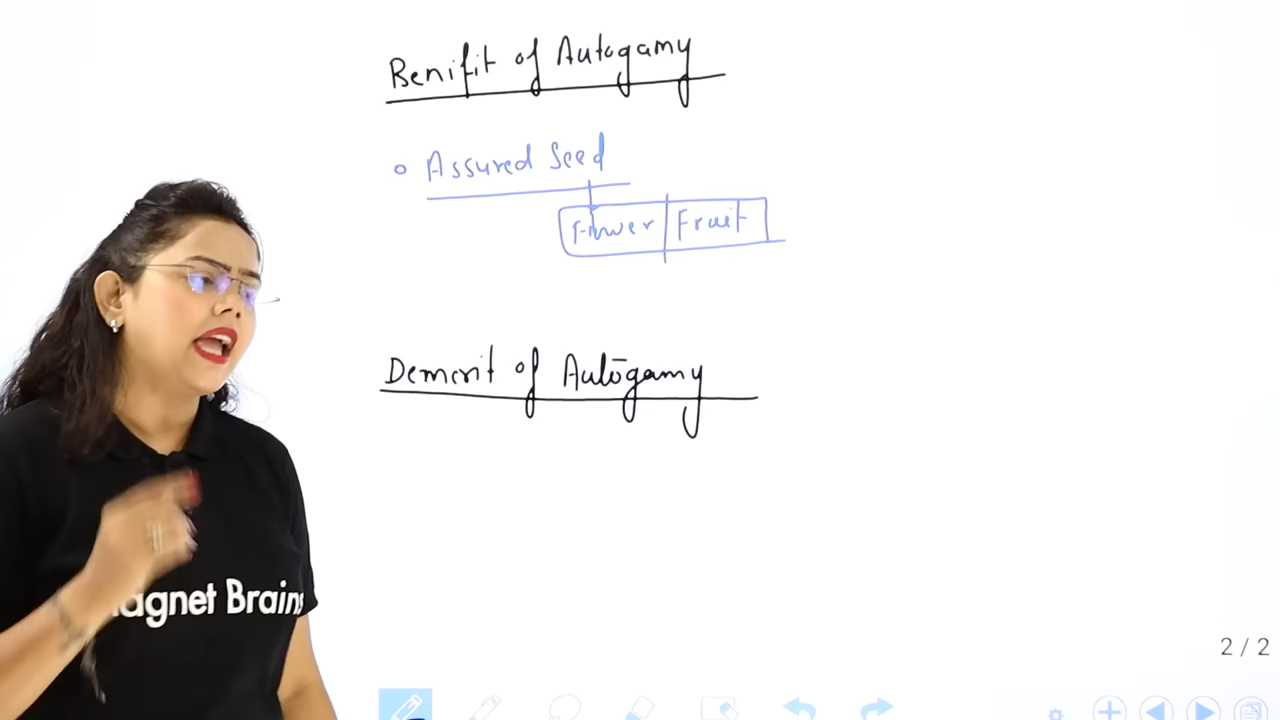 Benifit of Autogamy
Assured Seed
Flower Fruit
Demerit of Autogamy
agnet Brains
2 / 2